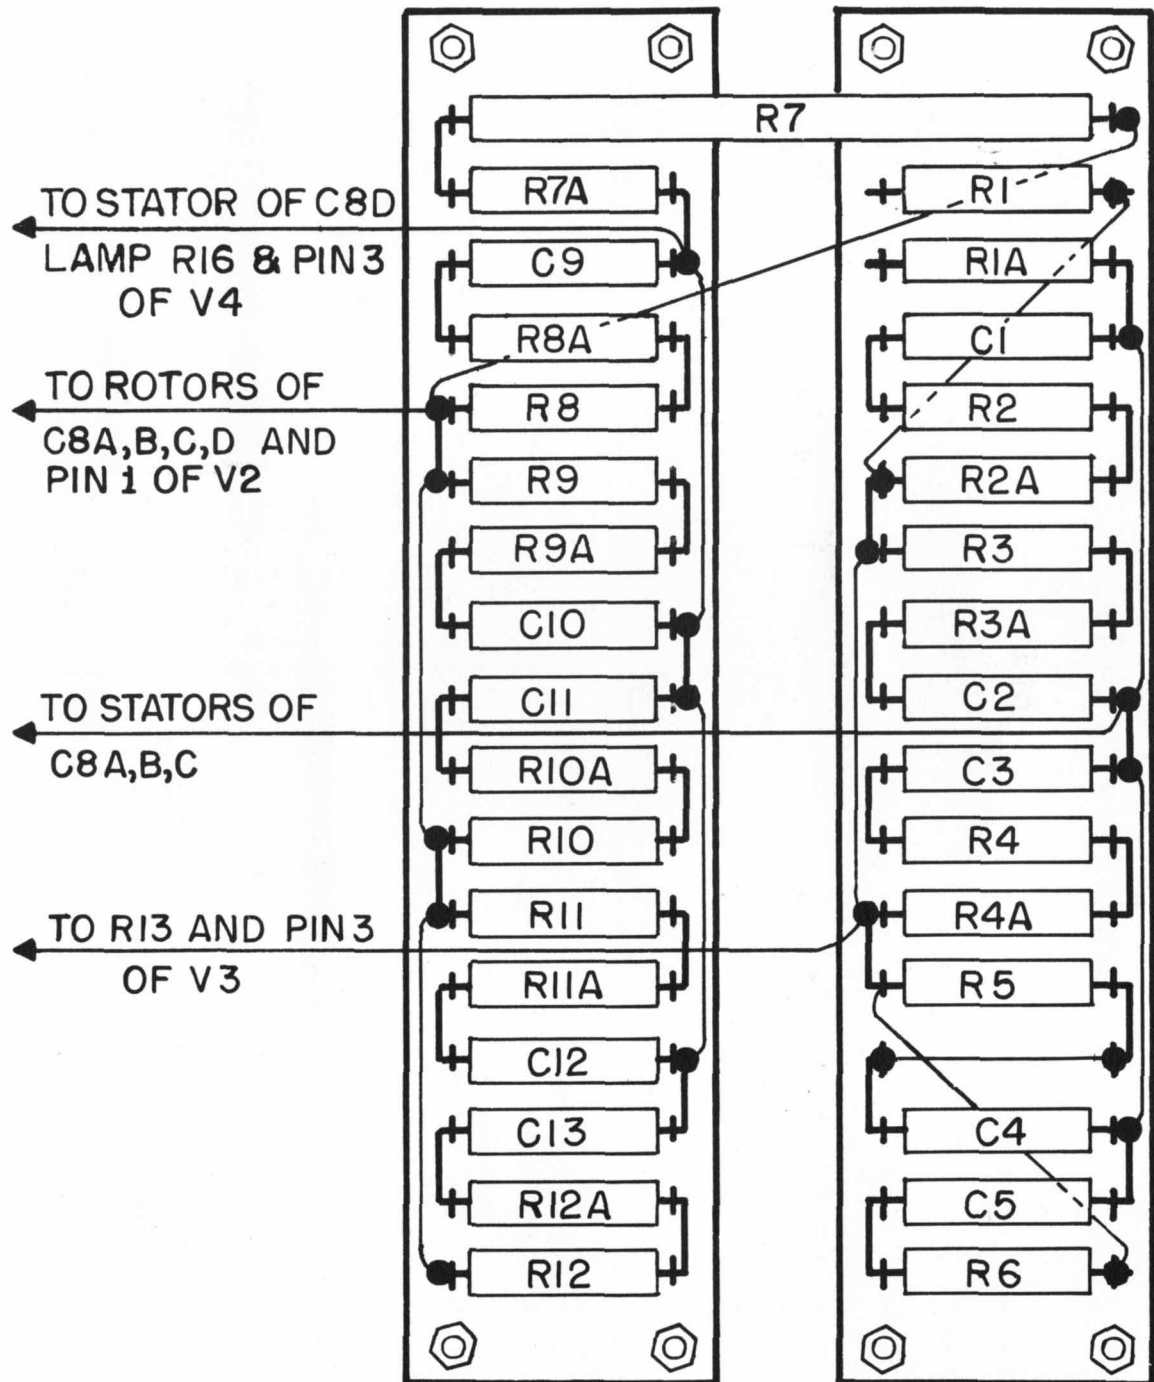 R7
TO STATOR OF C8D
LAMP R16 & PIN 3
OF V4
TO ROTORS OF
C8A,B,C,D AND
PIN 1 OF V2
TO STATORS OF
C8A,B,C
TO R13 AND PIN 3
OF V3
R7A
C9
R8A
R8
R9
R9A
C10
C11
R10A
R10
R11
R11A
C12
C13
R12A
R12
R1
R1A
C1
R2
R2A
R3
R3A
C2
C3
R4
R4A
R5
C4
C5
R6